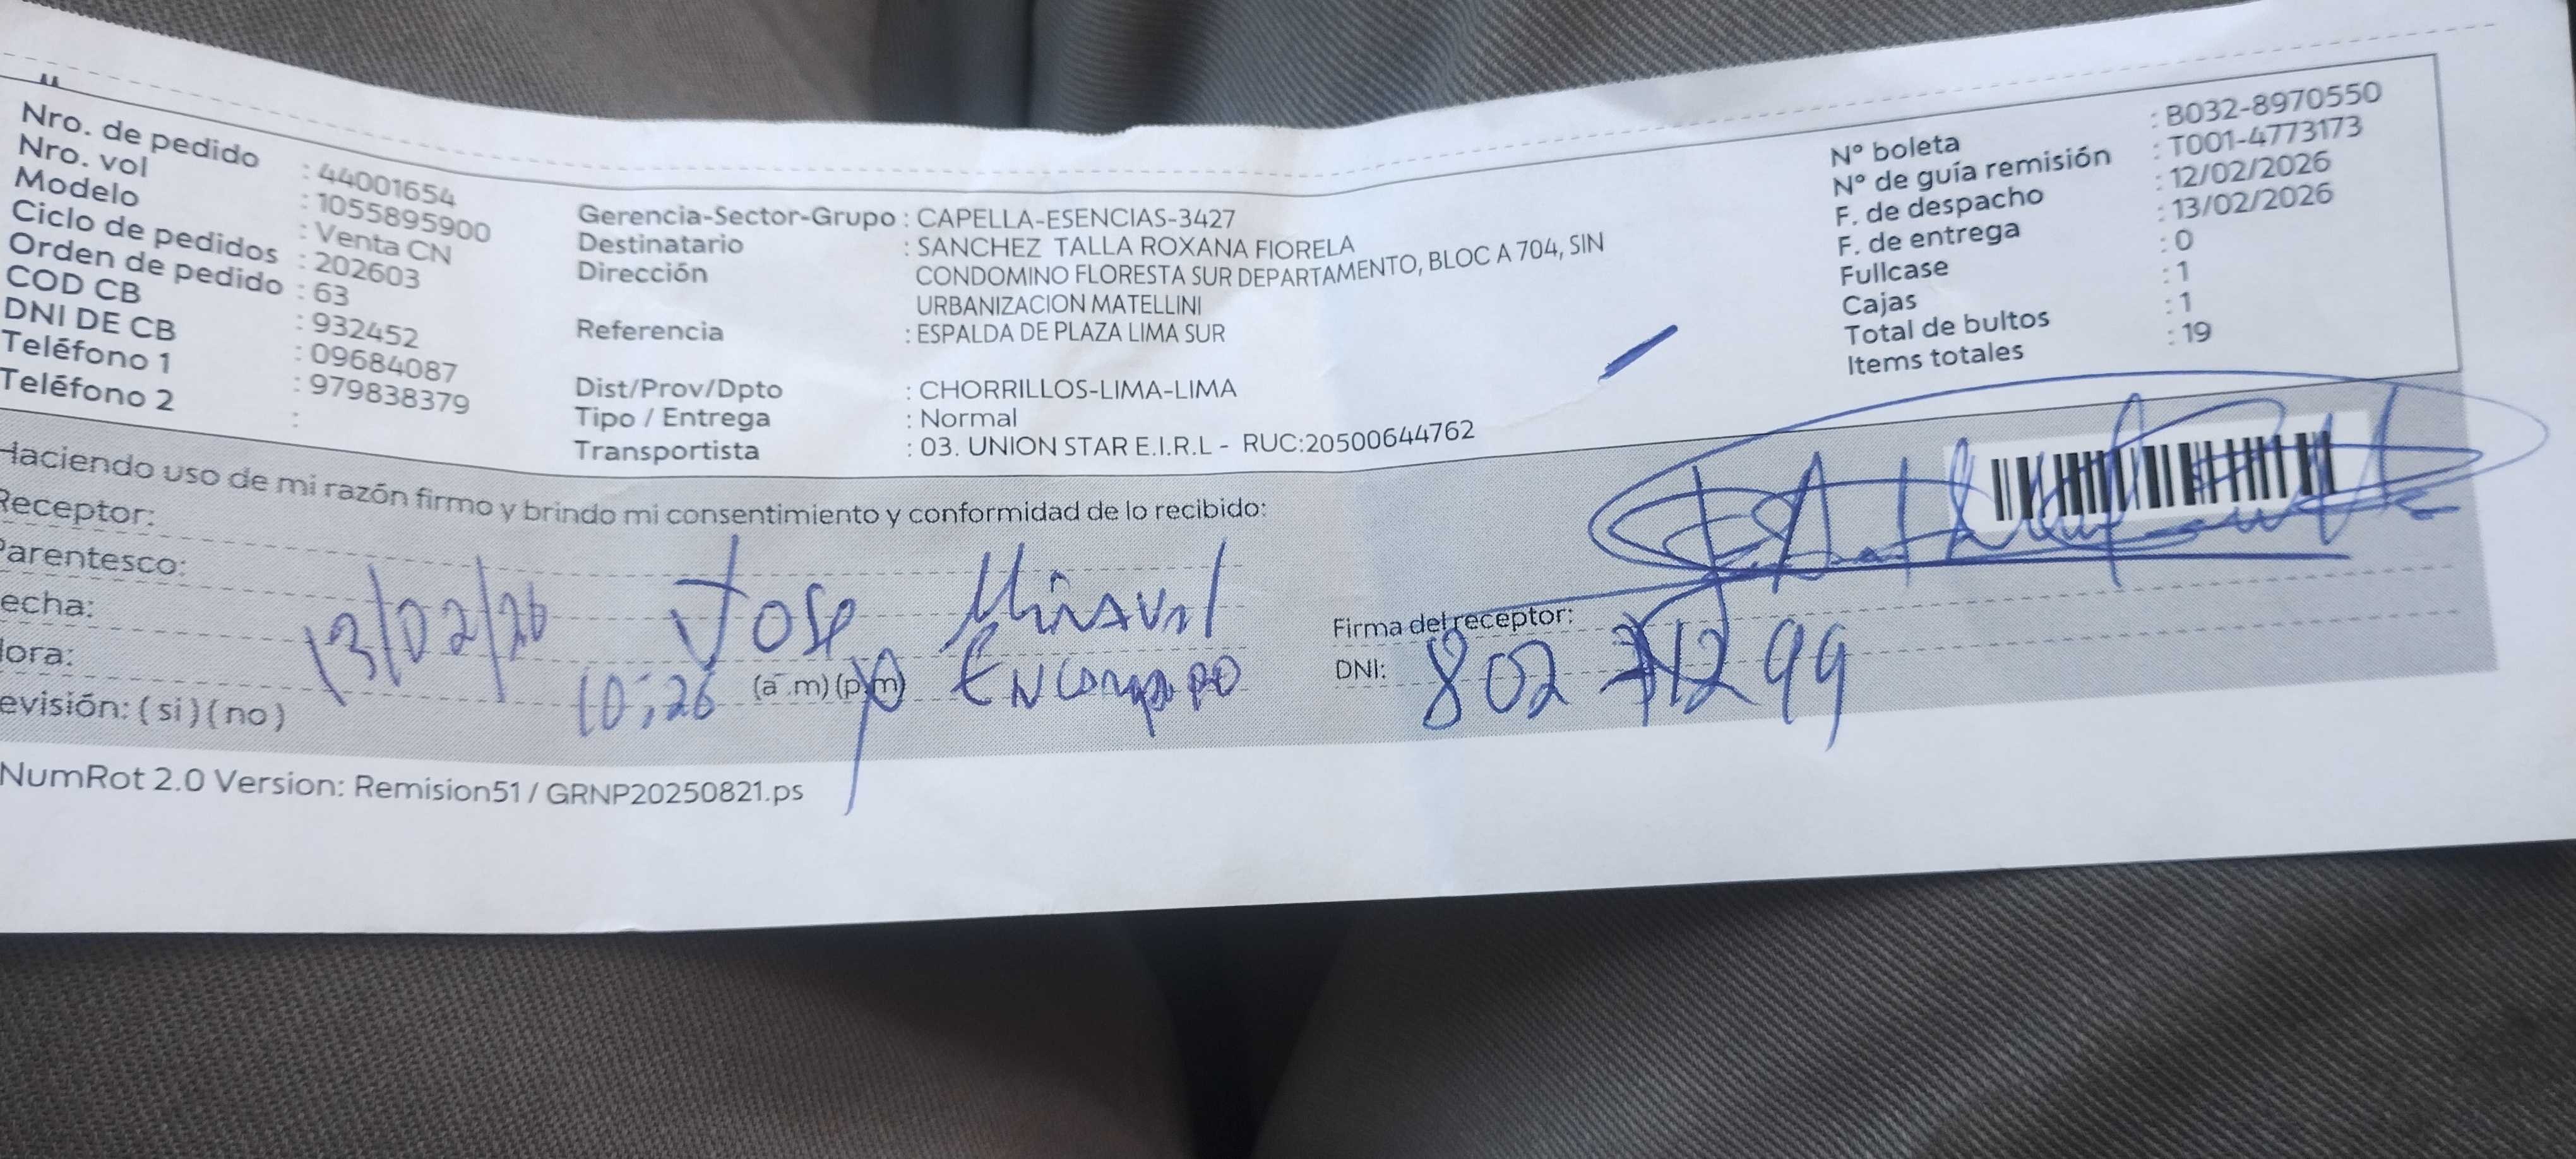 Nro. de pedido : 44001654
Nro. vol : 1055895900
Modelo : Venta CN
Ciclo de pedidos : 202603
Orden de pedido : 63
COD CB : 932452
DNI DE CB : 09684087
Teléfono 1 : 979838379
Teléfono 2 :
Gerencia-Sector-Grupo : CAPELLA-ESENCIAS-3427
Destinatario : SANCHEZ TALLA ROXANA FIORELA
Dirección CONDOMINO FLORESTA SUR DEPARTAMENTO, BLOC A 704, SIN
URBANIZACION MATELLINI
Referencia : ESPALDA DE PLAZA LIMA SUR
Dist/Prov/Dpto : CHORRILLOS-LIMA-LIMA
Tipo / Entrega : Normal
Transportista : 03. UNION STAR E.I.R.L - RUC:20500644762
N° boleta : B032-8970550
N° de guía remisión : T001-4773173
F. de despacho : 12/02/2026
F. de entrega : 13/02/2026
Fullcase : 0
Cajas : 1
Total de bultos : 1
Items totales : 19
Haciendo uso de mi razón firmo y brindo mi consentimiento y conformidad de lo recibido:
Receptor: Jose
Parentesco: Encargado
echa: 13/02/26
ora: 10:26 (a.m) (p.m)
evisión: ( si ) ( no )
Firma del receptor:
DNI: 802 1299
NumRot 2.0 Version: Remision51 / GRNP20250821.ps